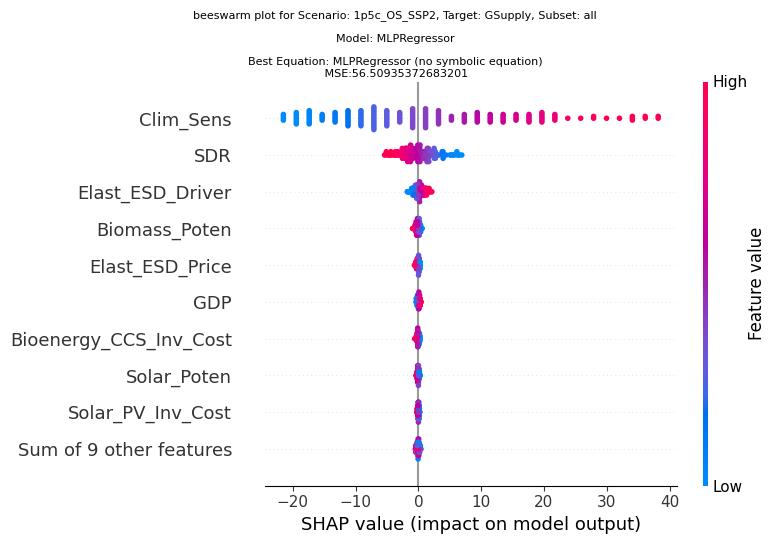 beeswarm plot for Scenario: 1p5c_OS_SSP2, Target: GSupply, Subset: all
Model: MLPRegressor
Best Equation: MLPRegressor (no symbolic equation)
MSE:56.50935372683201
High
Clim_Sens
SDR
Elast_ESD_Driver
Biomass_Poten
Elast_ESD_Price
GDP
Bioenergy_CCS_Inv_Cost
Solar_Poten
Solar_PV_Inv_Cost
Sum of 9 other features
Feature value
Low
−20 −10 0 10 20 30 40
SHAP value (impact on model output)